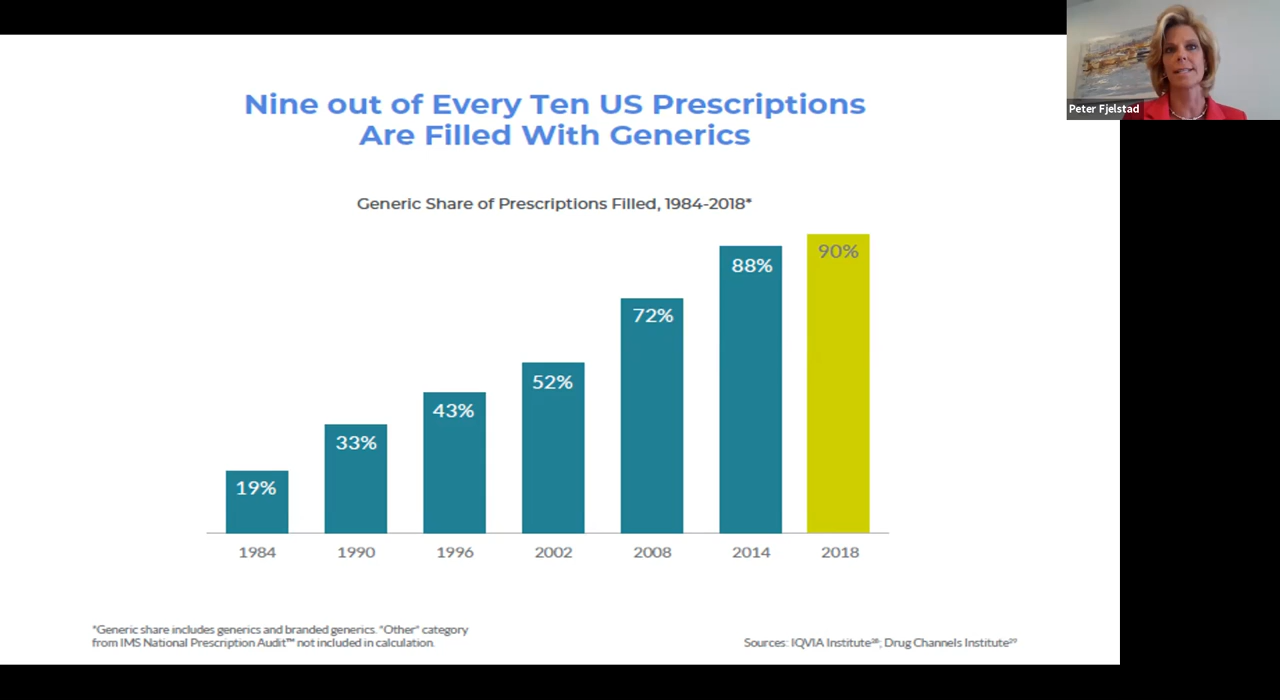 Nine out of Every Ten US Prescriptions
Are Filled With Generics
Peter Fjelstad
Generic Share of Prescriptions Filled, 1984-2018*
19%
33%
43%
52%
72%
88%
90%
1984
1990
1996
2002
2008
2014
2018
*Generic share includes generics and branded generics. "Other" category
from IMS National Prescription Audit™ not included in calculation.
Sources: IQVIA Institute²⁸; Drug Channels Institute²⁹